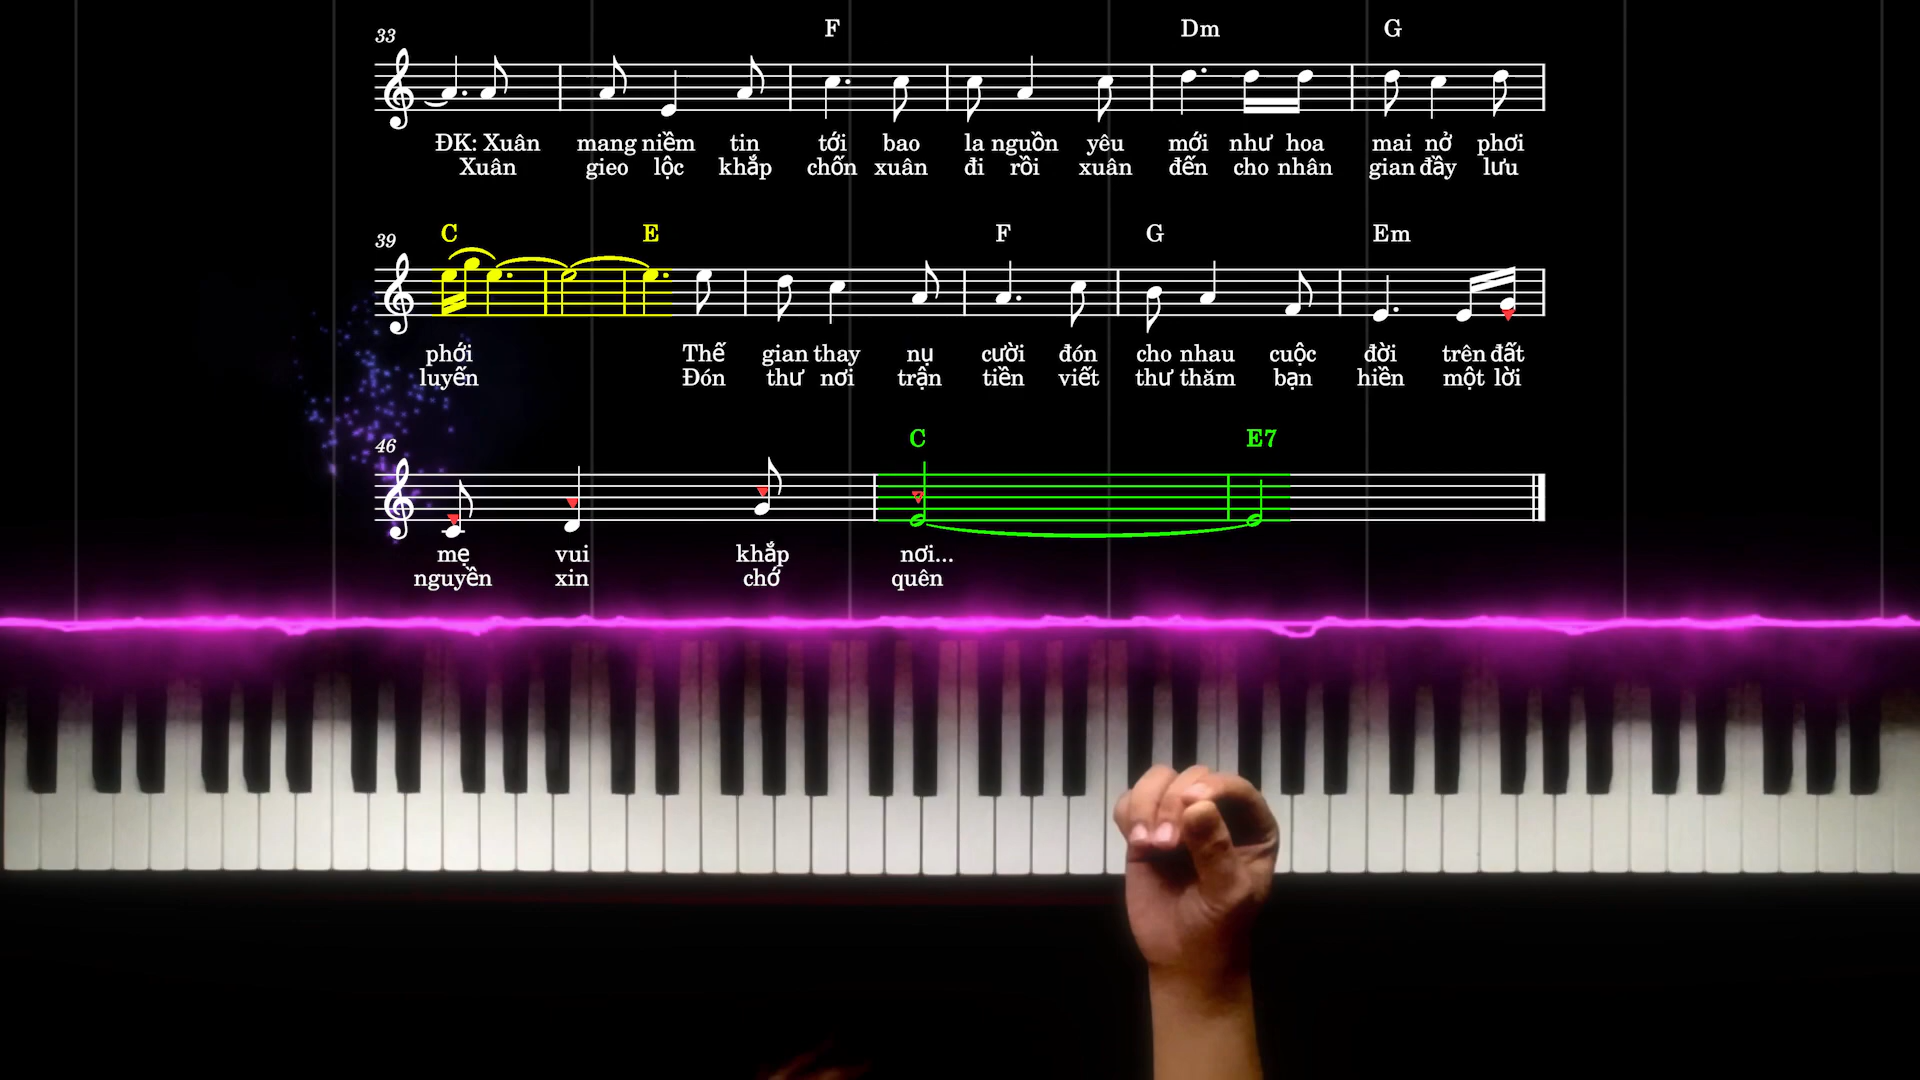 33 F Dm G
ĐK: Xuân mang niềm tin tới bao la nguồn yêu mới như hoa mai nở phơi
Xuân gieo lộc khắp chốn xuân đi rồi xuân đến cho nhân gian đầy lưu
39 C E F G Em
phới Thế gian thay nụ cười đón cho nhau cuộc đời trên đất
luyến Đón thư nơi trận tiền viết thư thăm bạn hiền một lời
46 C E7
mẹ vui khắp nơi...
nguyền xin chớ quên